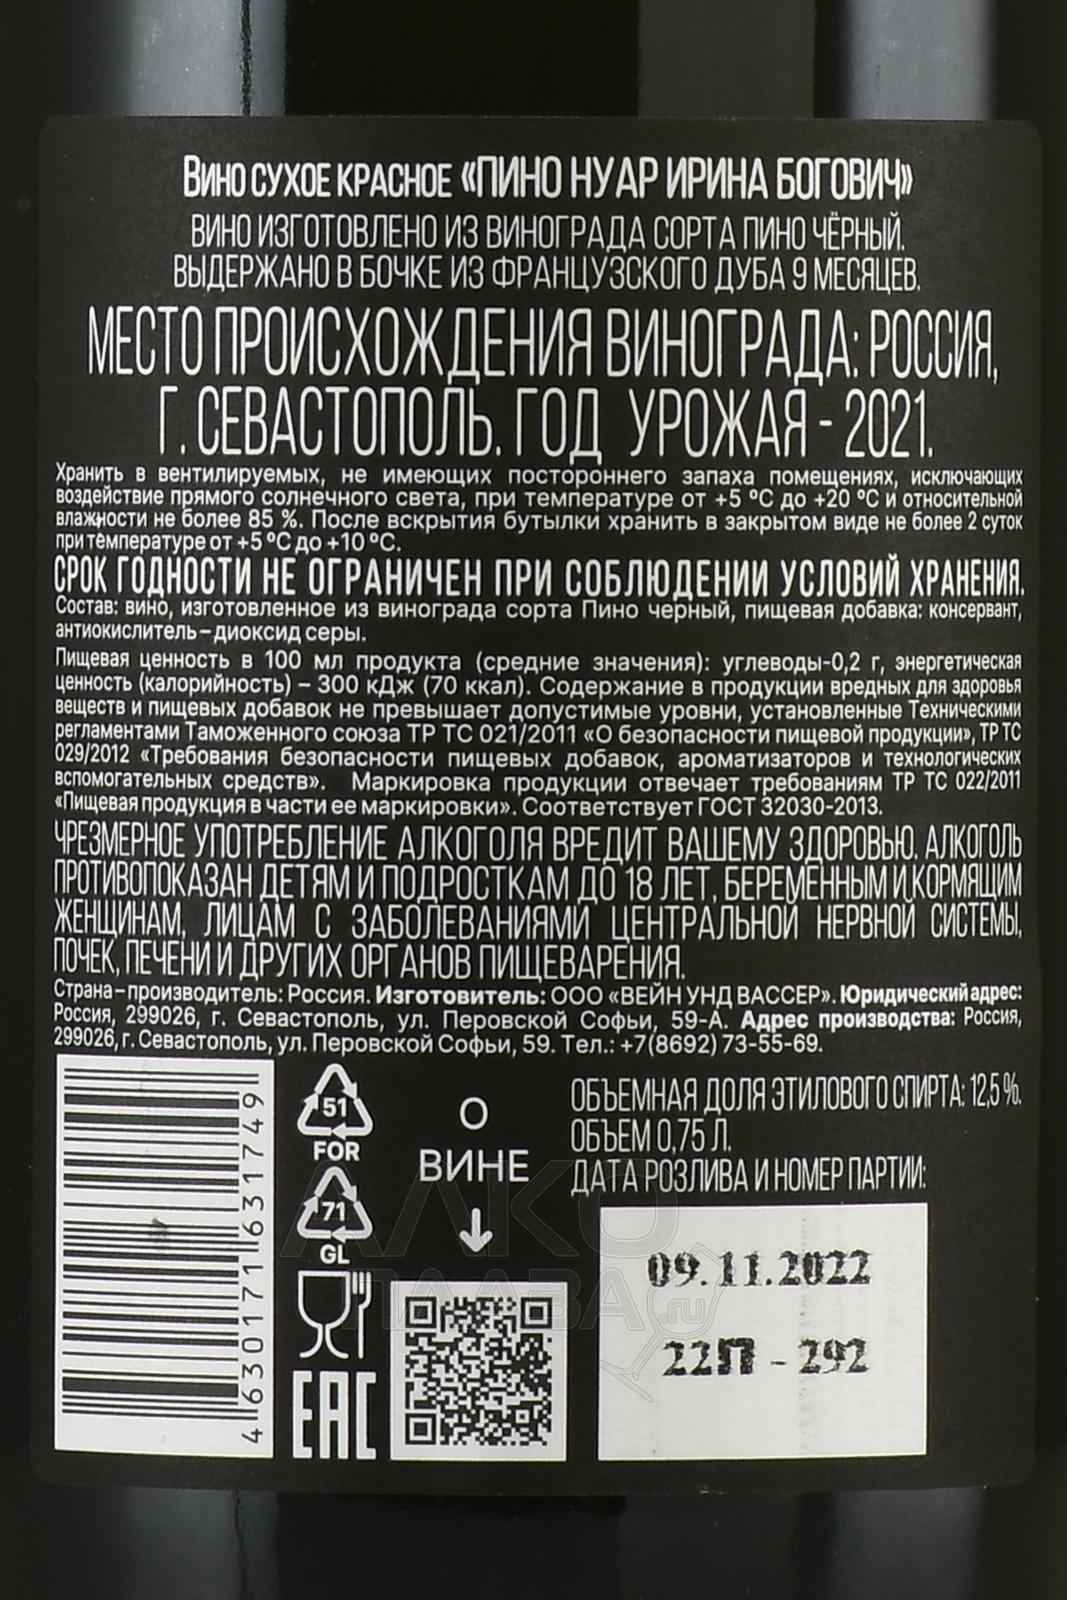 Вино сухое красное «ПИНО НУАР ИРИНА БОГОВИЧ»
ВИНО ИЗГОТОВЛЕНО ИЗ ВИНОГРАДА СОРТА ПИНО ЧЁРНЫЙ.
ВЫДЕРЖАНО В БОЧКЕ ИЗ ФРАНЦУЗСКОГО ДУБА 9 МЕСЯЦЕВ.
МЕСТО ПРОИСХОЖДЕНИЯ ВИНОГРАДА: РОССИЯ,
Г. СЕВАСТОПОЛЬ. ГОД УРОЖАЯ - 2021.
Хранить в вентилируемых, не имеющих постороннего запаха помещениях, исключающих
воздействие прямого солнечного света, при температуре от +5 °С до +20 °С и относительной
влажности не более 85 %. После вскрытия бутылки хранить в закрытом виде не более 2 суток
при температуре от +5 °С до +10 °С.
СРОК ГОДНОСТИ НЕ ОГРАНИЧЕН ПРИ СОБЛЮДЕНИИ УСЛОВИЙ ХРАНЕНИЯ.
Состав: вино, изготовленное из винограда сорта Пино черный, пищевая добавка: консервант,
антиокислитель – диоксид серы.
Пищевая ценность в 100 мл продукта (средние значения): углеводы-0,2 г, энергетическая
ценность (калорийность) – 300 кДж (70 ккал). Содержание в продукции вредных для здоровья
веществ и пищевых добавок не превышает допустимые уровни, установленные Техническими
регламентами Таможенного союза ТР ТС 021/2011 «О безопасности пищевой продукции», ТР ТС
029/2012 «Требования безопасности пищевых добавок, ароматизаторов и технологических
вспомогательных средств». Маркировка продукции отвечает требованиям ТР ТС 022/2011
«Пищевая продукция в части ее маркировки». Соответствует ГОСТ 32030-2013.
ЧРЕЗМЕРНОЕ УПОТРЕБЛЕНИЕ АЛКОГОЛЯ ВРЕДИТ ВАШЕМУ ЗДОРОВЬЮ. АЛКОГОЛЬ
ПРОТИВОПОКАЗАН ДЕТЯМ И ПОДРОСТКАМ ДО 18 ЛЕТ, БЕРЕМЕННЫМ И КОРМЯЩИМ
ЖЕНЩИНАМ, ЛИЦАМ С ЗАБОЛЕВАНИЯМИ ЦЕНТРАЛЬНОЙ НЕРВНОЙ СИСТЕМЫ,
ПОЧЕК, ПЕЧЕНИ И ДРУГИХ ОРГАНОВ ПИЩЕВАРЕНИЯ.
Страна – производитель: Россия. Изготовитель: ООО «ВЕЙН УНД ВАССЕР». Юридический адрес:
Россия, 299026, г. Севастополь, ул. Перовской Софьи, 59-А. Адрес производства: Россия,
299026, г. Севастополь, ул. Перовской Софьи, 59. Тел.: +7(8692) 73-55-69.
4 630171 631749
51
FOR
71
GL
EAC
О
ВИНЕ
ОБЪЕМНАЯ ДОЛЯ ЭТИЛОВОГО СПИРТА: 12,5 %.
ОБЪЕМ 0,75 Л.
ДАТА РОЗЛИВА И НОМЕР ПАРТИИ:
09.11.2022
22П - 292
АЛКО
ПЛАЗА.ru